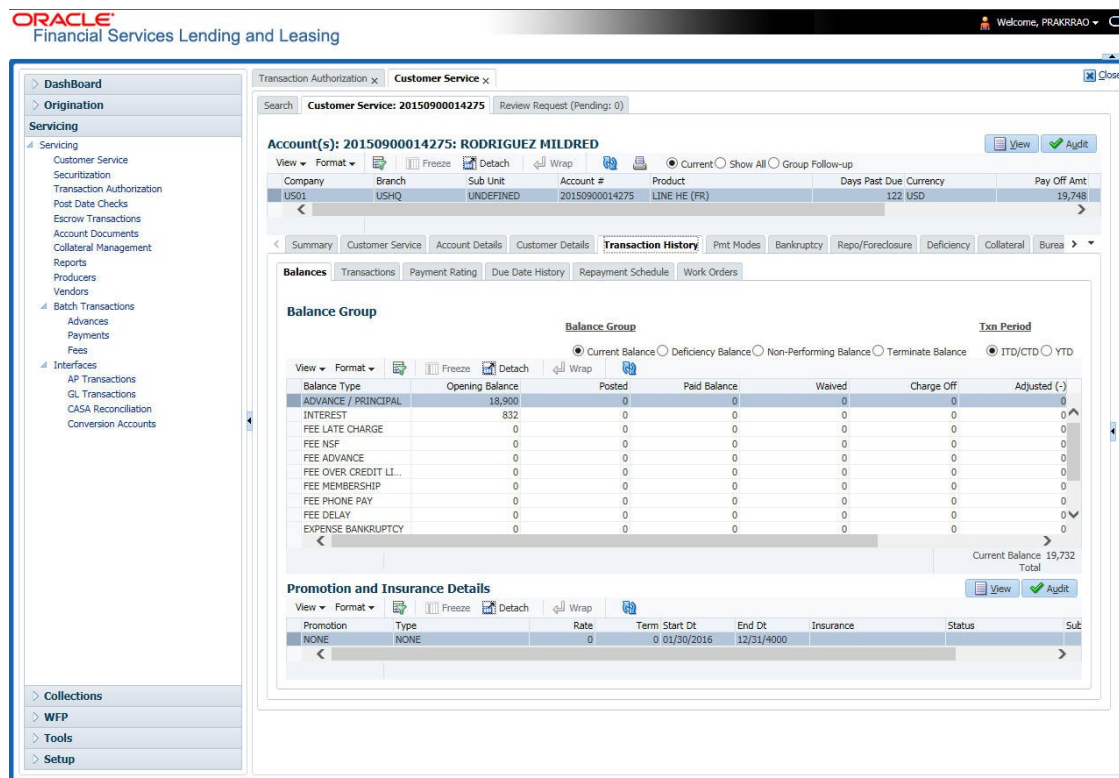 ORACLE
Financial Services Lending and Leasing
Welcome, PRAKRRAO
DashBoard
Origination
Servicing
Servicing
Customer Service
Securitization
Transaction Authorization
Post Date Checks
Escrow Transactions
Account Documents
Collateral Management
Reports
Producers
Vendors
Batch Transactions
Advances
Payments
Fees
Interfaces
AP Transactions
GL Transactions
CASA Reconciliation
Conversion Accounts
Collections
WFP
Tools
Setup
Transaction Authorization x Customer Service x Close
Search Customer Service: 20150900014275 Review Request (Pending: 0)
Account(s): 20150900014275: RODRIGUEZ MILDRED View Audit
View Format Freeze Detach Wrap Current Show All Group Follow-up
Company Branch Sub Unit Account # Product Days Past Due Currency Pay Off Amt
US01 USHQ UNDEFINED 20150900014275 LINE HE (FR) 122 USD 19,748
Summary Customer Service Account Details Customer Details Transaction History Pmt Modes Bankruptcy Repo/Foreclosure Deficiency Collateral Burea
Balances Transactions Payment Rating Due Date History Repayment Schedule Work Orders
Balance Group
Balance Group Txn Period
Current Balance Deficiency Balance Non-Performing Balance Terminate Balance ITD/CTD YTD
View Format Freeze Detach Wrap
Balance Type Opening Balance Posted Paid Balance Waived Charge Off Adjusted (-)
ADVANCE / PRINCIPAL 18,900 0 0 0 0 0
INTEREST 832 0 0 0 0 0
FEE LATE CHARGE 0 0 0 0 0 0
FEE NSF 0 0 0 0 0 0
FEE ADVANCE 0 0 0 0 0 0
FEE OVER CREDIT LI... 0 0 0 0 0 0
FEE MEMBERSHIP 0 0 0 0 0 0
FEE PHONE PAY 0 0 0 0 0 0
FEE DELAY 0 0 0 0 0 0
EXPENSE BANKRUPTCY 0 0 0 0 0 0
Current Balance 19,732
Total
Promotion and Insurance Details View Audit
View Format Freeze Detach Wrap
Promotion Type Rate Term Start Dt End Dt Insurance Status Sub
NONE NONE 0 0 01/30/2016 12/31/4000